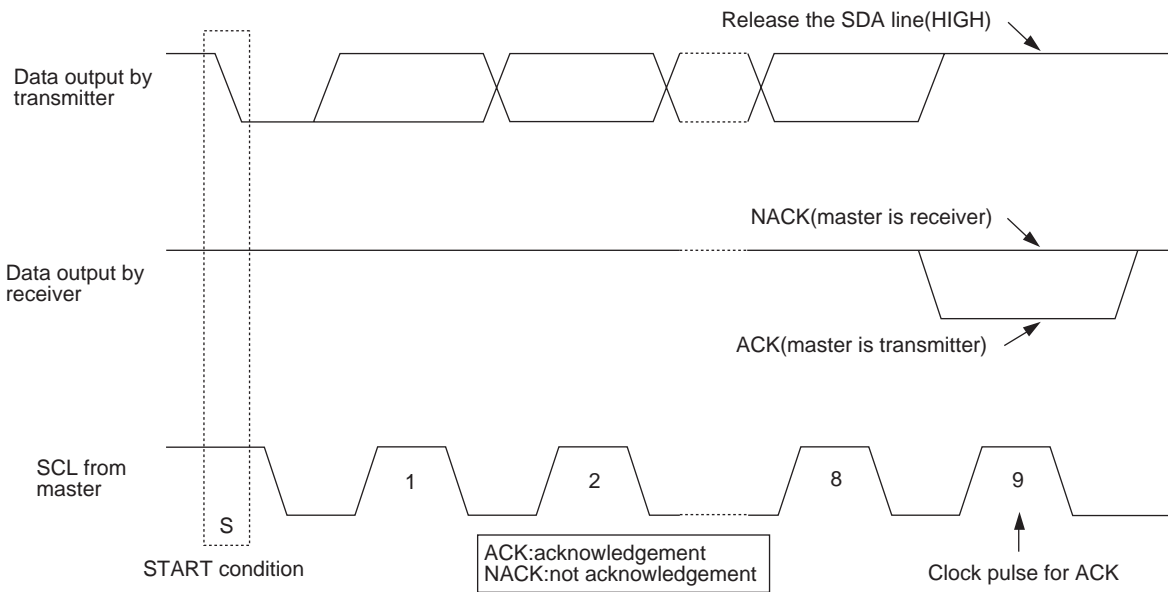 Release the SDA line(HIGH)
Data output by
transmitter
NACK(master is receiver)
Data output by
receiver
ACK(master is transmitter)
SCL from
master
1
2
8
9
S
START condition
ACK:acknowledgement
NACK:not acknowledgement
Clock pulse for ACK